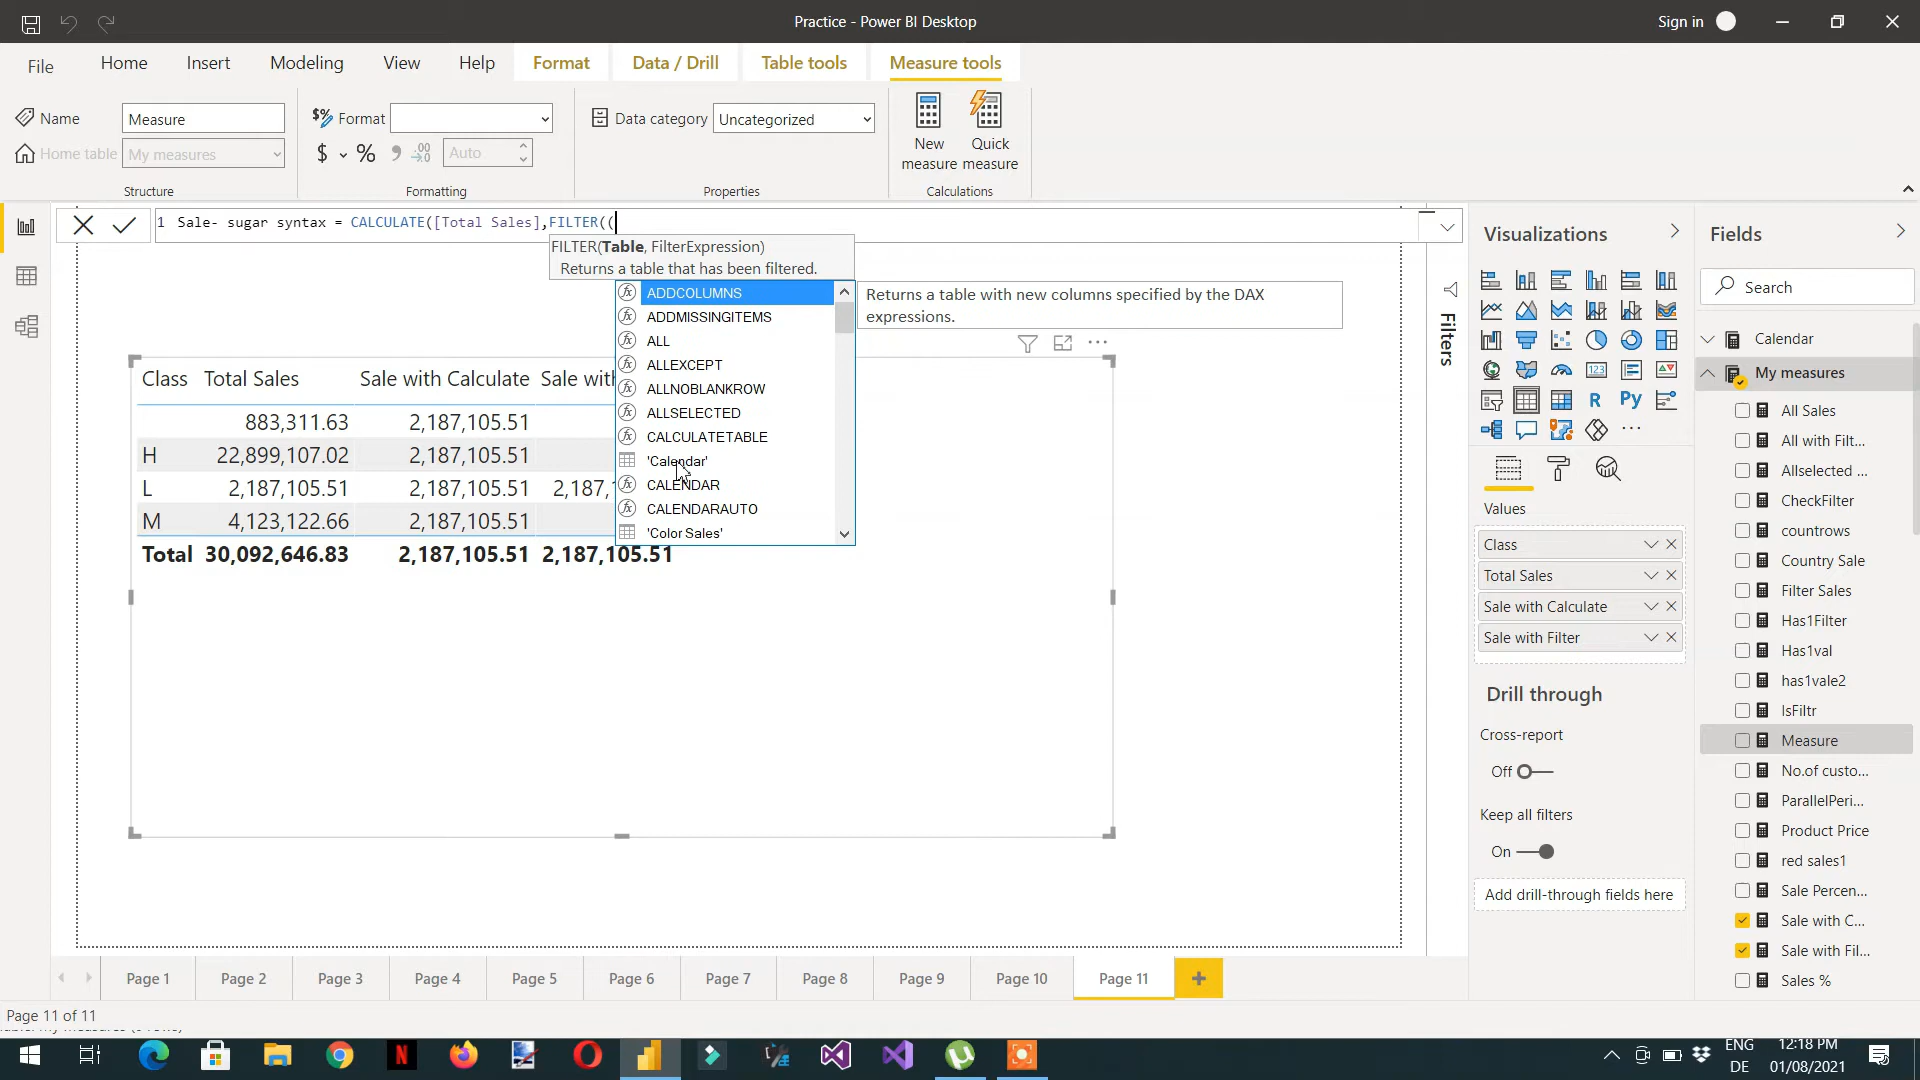 Practice - Power BI Desktop
Sign in
File
Home
Insert
Modeling
View
Help
Format
Data / Drill
Table tools
Measure tools
Name
Measure
Home table
My measures
Structure
Format
$
%
Auto
Formatting
Data category
Uncategorized
Properties
New measure
Quick measure
Calculations
1 Sale- sugar syntax = CALCULATE([Total Sales],FILTER((
FILTER(Table, FilterExpression)
Returns a table that has been filtered.
ADDCOLUMNS
ADDMISSINGITEMS
ALL
ALLEXCEPT
ALLNOBLANKROW
ALLSELECTED
CALCULATETABLE
'Calendar'
CALENDAR
CALENDARAUTO
'Color Sales'
Returns a table with new columns specified by the DAX
expressions.
Class Total Sales Sale with Calculate Sale with
883,311.63 2,187,105.51
H 22,899,107.02 2,187,105.51
L 2,187,105.51 2,187,105.51 2,187,
M 4,123,122.66 2,187,105.51
Total 30,092,646.83 2,187,105.51 2,187,105.51
Filters
Visualizations
R
Py
Values
Class
Total Sales
Sale with Calculate
Sale with Filter
Drill through
Cross-report
Off
Keep all filters
On
Add drill-through fields here
Fields
Search
Calendar
My measures
All Sales
All with Filt...
Allselected ...
CheckFilter
countrows
Country Sale
Filter Sales
Has1Filter
Has1val
has1vale2
IsFiltr
Measure
No.of custo...
ParallelPeri...
Product Price
red sales1
Sale Percen...
Sale with C...
Sale with Fil...
Sales %
Page 1
Page 2
Page 3
Page 4
Page 5
Page 6
Page 7
Page 8
Page 9
Page 10
Page 11
+
Page 11 of 11
ENG
DE
12:18 PM
01/08/2021